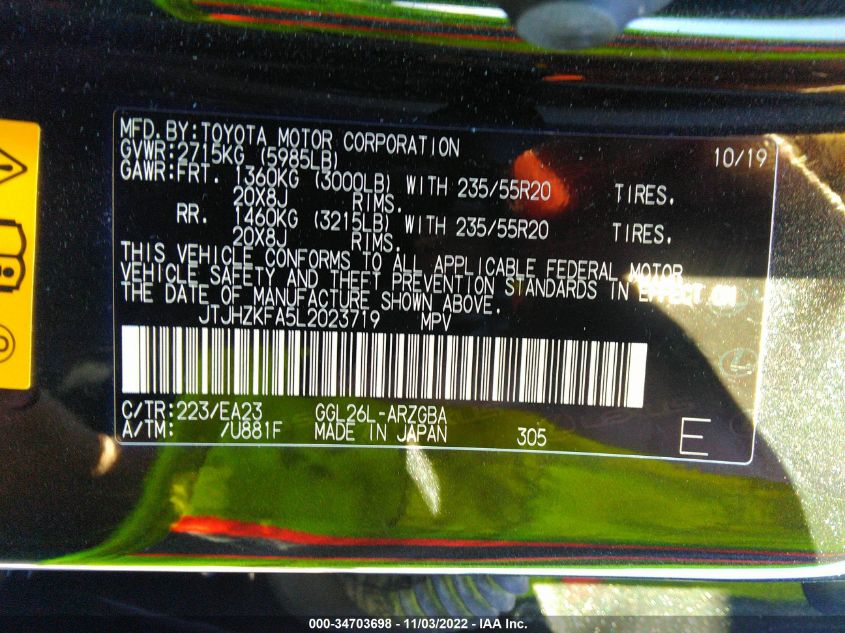 MFD.BY:TOYOTA MOTOR CORPORATION 10/19
GVWR:2715KG (5985LB)
GAWR:FRT. 1360KG (3000LB) WITH 235/55R20 TIRES.
20X8J RIMS.
RR. 1460KG (3215LB) WITH 235/55R20 TIRES.
20X8J RIMS.
THIS VEHICLE CONFORMS TO ALL APPLICABLE FEDERAL MOTOR
VEHICLE SAFETY AND THEFT PREVENTION STANDARDS IN EFFECT ON
THE DATE OF MANUFACTURE SHOWN ABOVE.
JTJHZKFA5L2023719 MPV
C/TR:223/EA23 GGL26L-ARZGBA
A/TM: /U881F MADE IN JAPAN 305 E
000-34703698 - 11/03/2022 - IAA Inc.